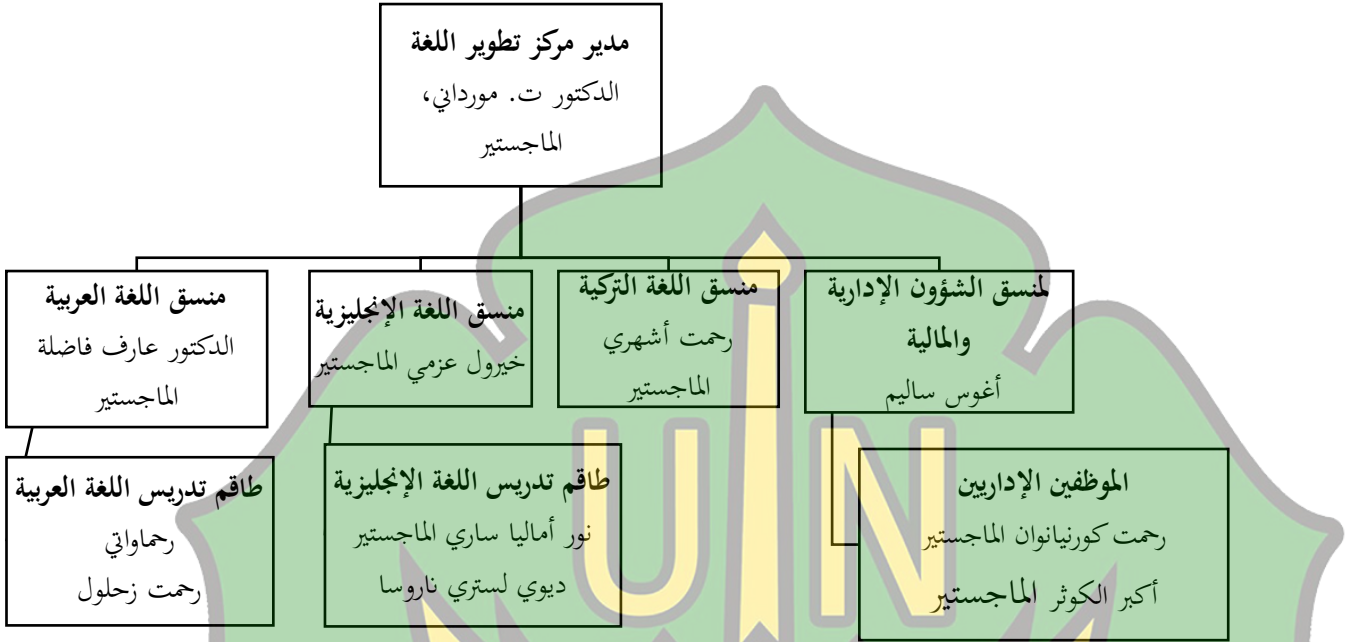 مدير مركز تطوير اللغة
الدكتور ت. مورداني،
الماجستير
لمنسق الشؤون الإدارية
والمالية
أغوس ساليم
منسق اللغة التركية
رحمت أشهري
الماجستير
منسق اللغة الإنجليزية
خيرول عزمي الماجستير
منسق اللغة العربية
الدكتور عارف فاضلة
الماجستير
الموظفين الإداريين
رحمت كورنيانوان الماجستير
أكبر الكوثر الماجستير
طاقم تدريس اللغة الإنجليزية
نور أماليا ساري الماجستير
ديوي لستري ناروسا
طاقم تدريس اللغة العربية
رحماواتي
رحمت زحلول
UIN